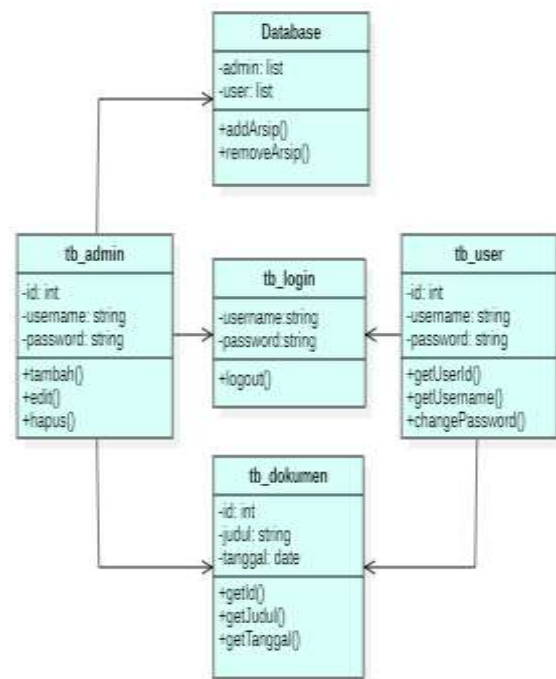 Database
-admin: list
-user: list
+addArsip()
+removeArsip()
tb_admin
-id: int
-username: string
-password: string
+tambah()
+edit()
+hapus()
tb_login
-username:string
-password:string
+logout()
tb_user
-id: int
-username: string
-password: string
+getUserId()
+getUsername()
+changePassword()
tb_dokumen
-id: int
-judul: string
-tanggal: date
+getId()
+getJudul()
+getTanggal()